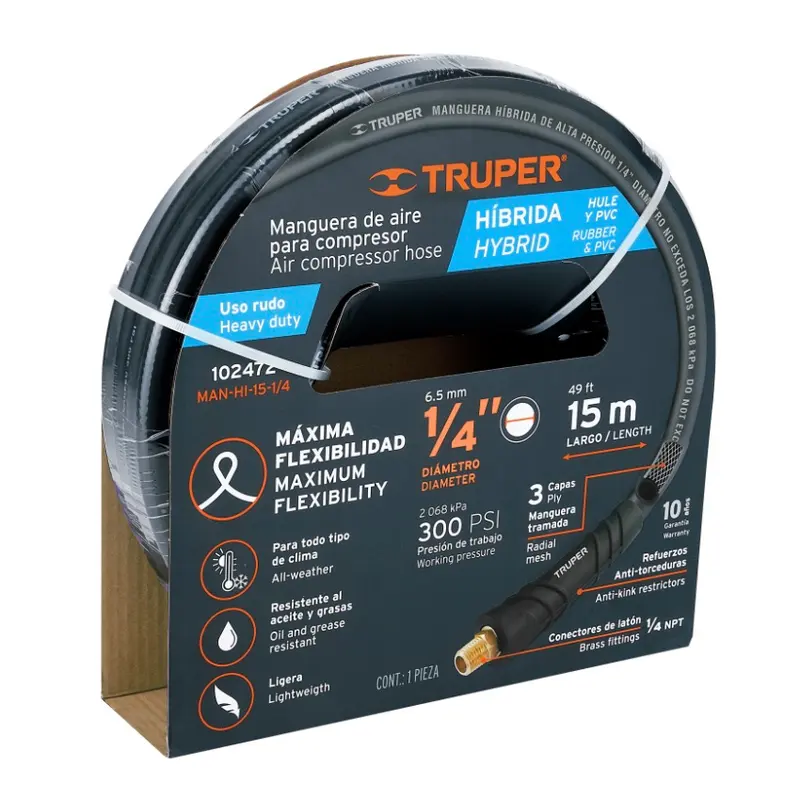 TRUPER MANGUERA HÍBRIDA DE ALTA PRESION 1/4" DIAMETRO NO EXCEDA LOS 2 068 kPa DO NOT EXC
TRUPER®
Manguera de aire
para compresor
Air compressor hose
HÍBRIDA
HYBRID
HULE
Y PVC
RUBBER
& PVC
Uso rudo
Heavy duty
102472
MAN-HI-15-1/4
6.5 mm
1/4"
DIÁMETRO
DIAMETER
49 ft
15 m
LARGO / LENGTH
MÁXIMA
FLEXIBILIDAD
MAXIMUM
FLEXIBILITY
2 068 kPa
300 PSI
Presión de trabajo
Working pressure
3 Capas
Ply
Manguera
tramada
Radial
mesh
10 años
Garantía
Warranty
Para todo tipo
de clima
All-weather
TRUPER
Refuerzos
Anti-torceduras
Anti-kink restrictors
Resistente al
aceite y grasas
Oil and grease
resistant
Conectores de latón
Brass fittings
1/4 NPT
Ligera
Lightweigth
CONT.: 1 PIEZA